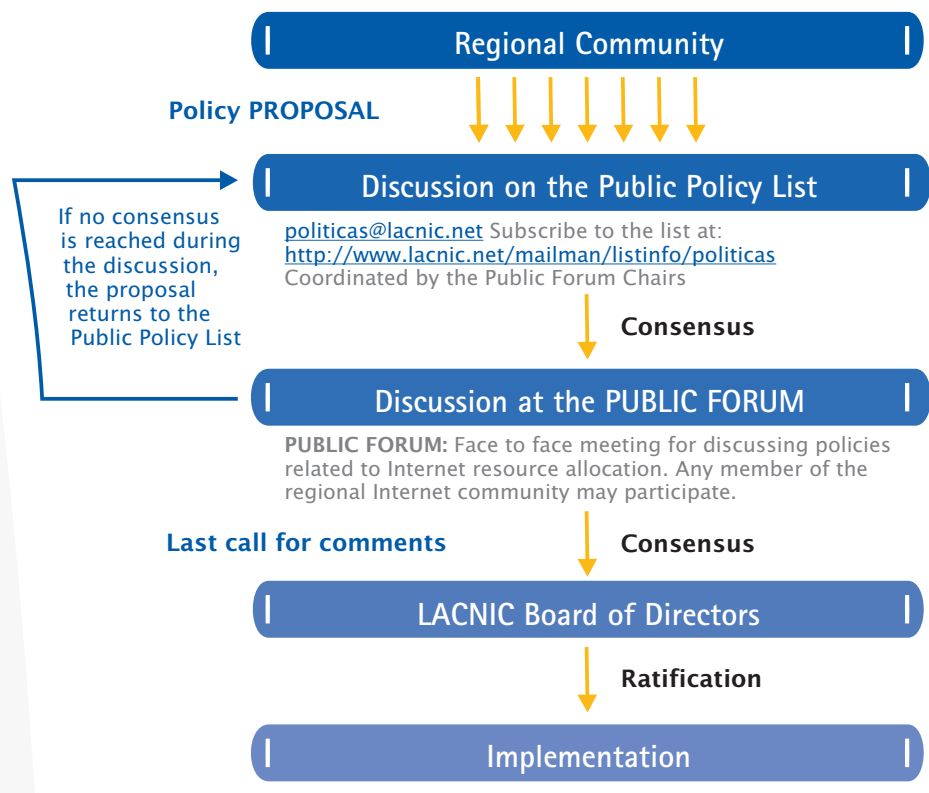 Regional Community
Policy PROPOSAL
Discussion on the Public Policy List
If no consensus
is reached during
the discussion,
the proposal
returns to the
Public Policy List
politicas@lacnic.net Subscribe to the list at:
http://www.lacnic.net/mailman/listinfo/politicas
Coordinated by the Public Forum Chairs
Consensus
Discussion at the PUBLIC FORUM
PUBLIC FORUM: Face to face meeting for discussing policies
related to Internet resource allocation. Any member of the
regional Internet community may participate.
Last call for comments
Consensus
LACNIC Board of Directors
Ratification
Implementation